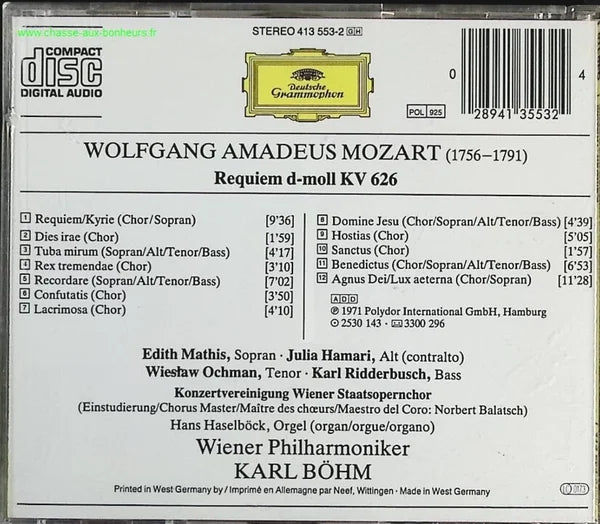 www.chasse-aux-bonheurs.fr
COMPACT
disc
DIGITAL AUDIO
STEREO 413 553-2 GH
Deutsche
Grammophon
POL 925
0 28941 35532 4
WOLFGANG AMADEUS MOZART (1756–1791)
Requiem d-moll KV 626
1 Requiem/Kyrie (Chor/Sopran) [9'36]
2 Dies irae (Chor) [1'59]
3 Tuba mirum (Sopran/Alt/Tenor/Bass) [4'17]
4 Rex tremendae (Chor) [3'10]
5 Recordare (Sopran/Alt/Tenor/Bass) [7'02]
6 Confutatis (Chor) [3'50]
7 Lacrimosa (Chor) [4'10]
8 Domine Jesu (Chor/Sopran/Alt/Tenor/Bass) [4'39]
9 Hostias (Chor) [5'05]
10 Sanctus (Chor) [1'57]
11 Benedictus (Chor/Sopran/Alt/Tenor/Bass) [6'53]
12 Agnus Dei/Lux aeterna (Chor/Sopran) [11'28]
ADD
℗ 1971 Polydor International GmbH, Hamburg
2530 143 · 3300 296
Edith Mathis, Sopran · Julia Hamari, Alt (contralto)
Wiesław Ochman, Tenor · Karl Ridderbusch, Bass
Konzertvereinigung Wiener Staatsopernchor
(Einstudierung/Chorus Master/Maître des chœurs/Maestro del Coro: Norbert Balatsch)
Hans Haselböck, Orgel (organ/orgue/organo)
Wiener Philharmoniker
KARL BÖHM
Printed in West Germany by / Imprimé en Allemagne par Neef, Wittingen · Made in West Germany